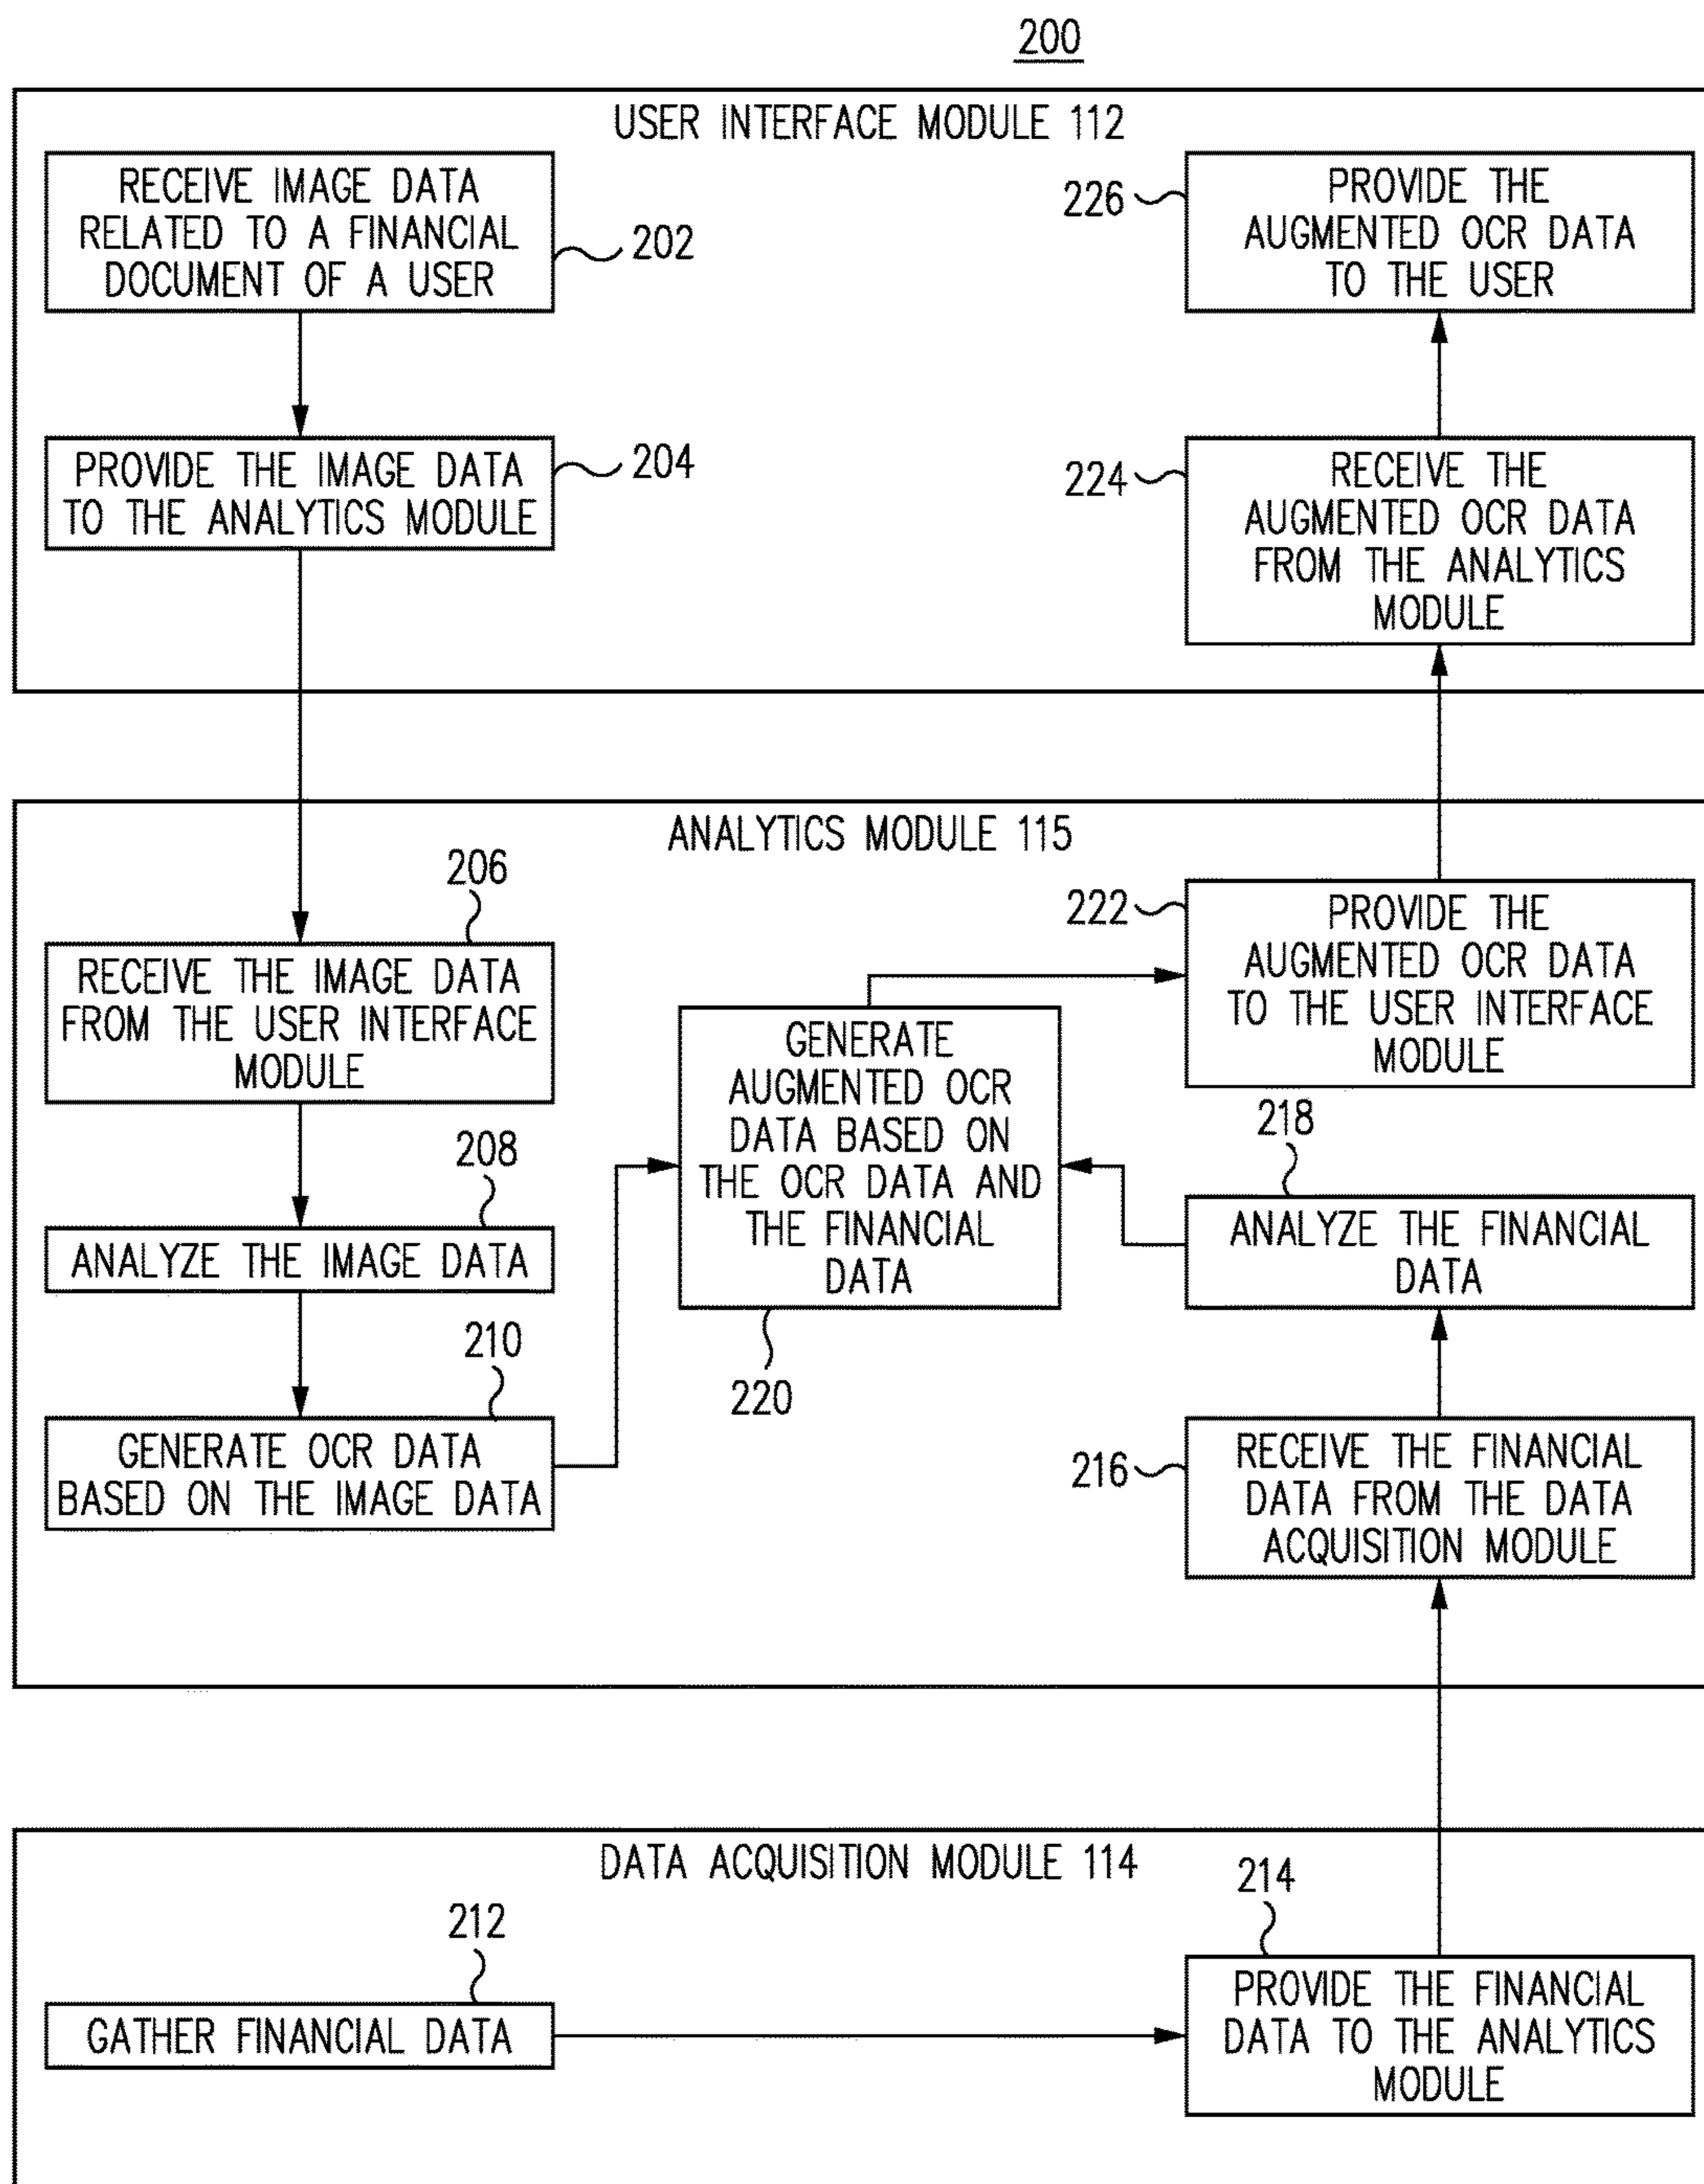 200
USER INTERFACE MODULE 112
RECEIVE IMAGE DATA
RELATED TO A FINANCIAL
DOCUMENT OF A USER
202
PROVIDE THE IMAGE DATA
TO THE ANALYTICS MODULE
204
226
PROVIDE THE
AUGMENTED OCR DATA
TO THE USER
224
RECEIVE THE
AUGMENTED OCR DATA
FROM THE ANALYTICS
MODULE
ANALYTICS MODULE 115
206
RECEIVE THE IMAGE DATA
FROM THE USER INTERFACE
MODULE
208
ANALYZE THE IMAGE DATA
210
GENERATE OCR DATA
BASED ON THE IMAGE DATA
GENERATE
AUGMENTED OCR
DATA BASED ON
THE OCR DATA AND
THE FINANCIAL
DATA
220
222
PROVIDE THE
AUGMENTED OCR DATA
TO THE USER INTERFACE
MODULE
218
ANALYZE THE FINANCIAL
DATA
216
RECEIVE THE FINANCIAL
DATA FROM THE DATA
ACQUISITION MODULE
DATA ACQUISITION MODULE 114
212
GATHER FINANCIAL DATA
214
PROVIDE THE FINANCIAL
DATA TO THE ANALYTICS
MODULE